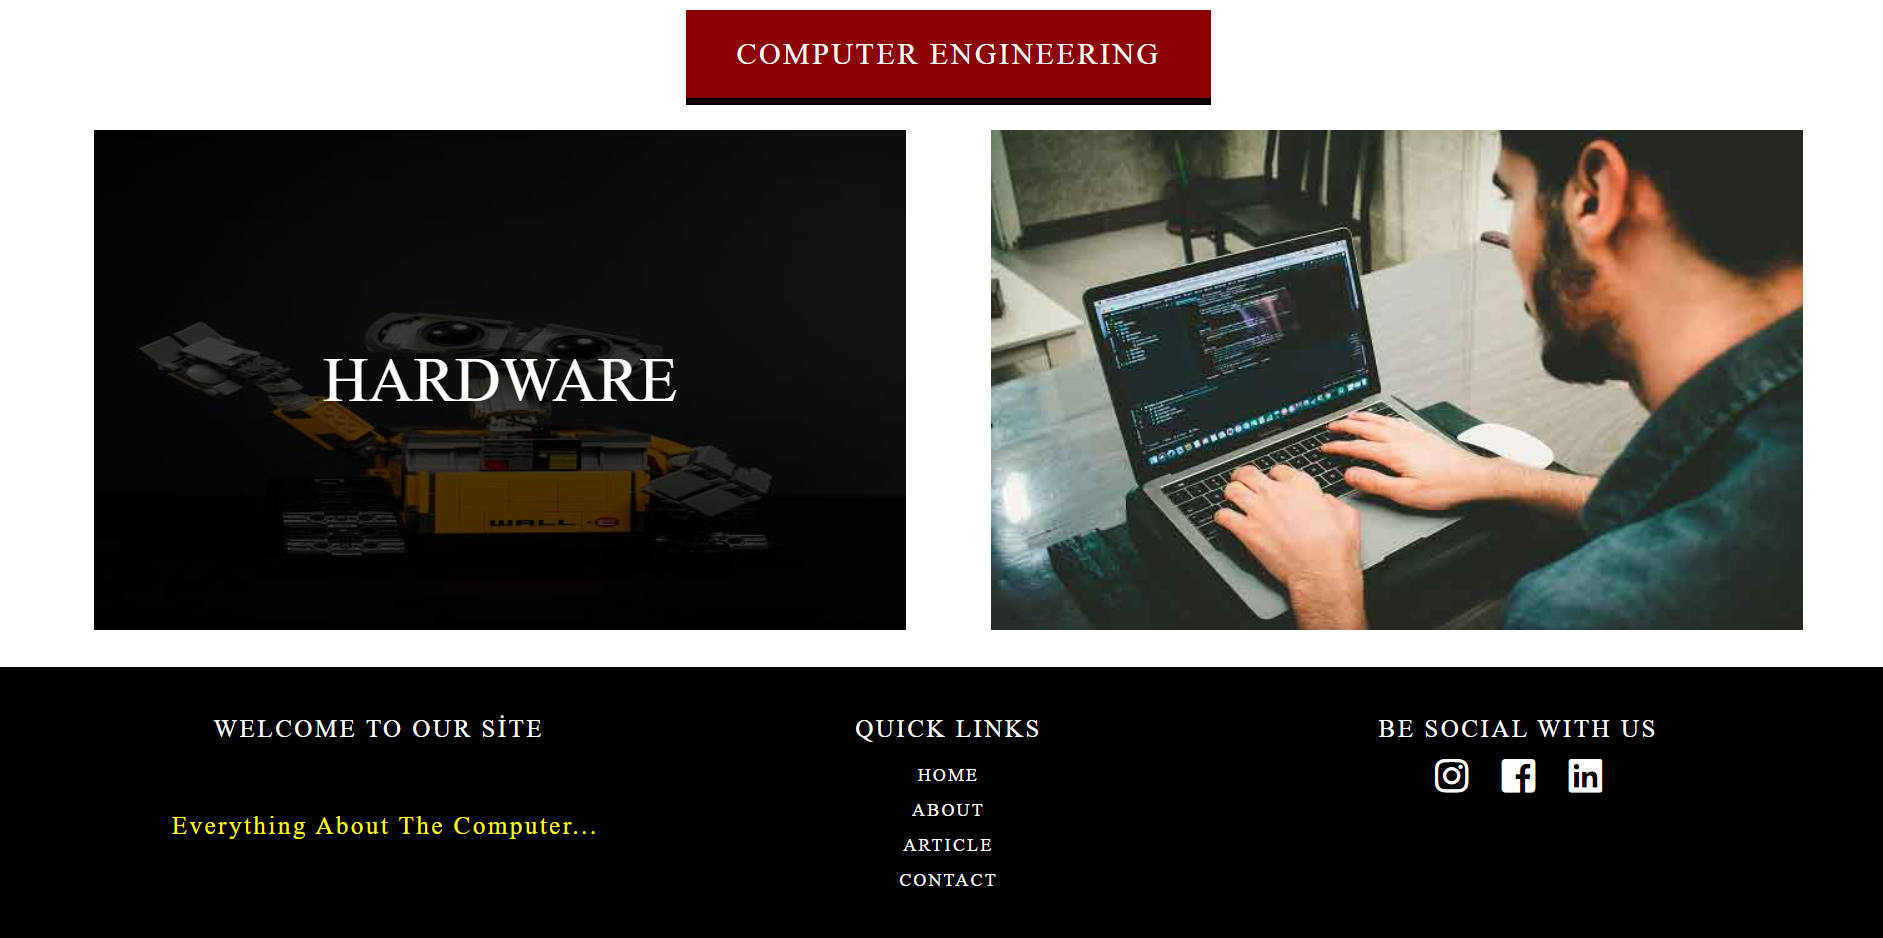 COMPUTER ENGINEERING
HARDWARE
WALL·E
WELCOME TO OUR SİTE
Everything About The Computer...
QUICK LINKS
HOME
ABOUT
ARTICLE
CONTACT
BE SOCIAL WITH US